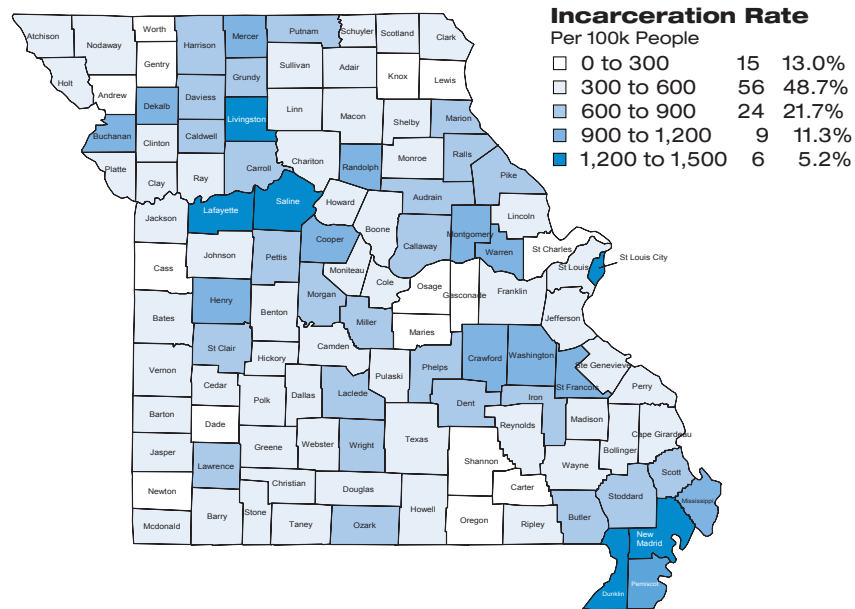 Incarceration Rate
Per 100k People
0 to 300 15 13.0%
300 to 600 56 48.7%
600 to 900 24 21.7%
900 to 1,200 9 11.3%
1,200 to 1,500 6 5.2%
Atchison
Nodaway
Worth
Harrison
Mercer
Putnam
Schuyler
Scotland
Clark
Holt
Gentry
Andrew
Sullivan
Adair
Knox
Lewis
Grundy
Dekalb
Daviess
Livingston
Linn
Macon
Shelby
Marion
Buchanan
Clinton
Caldwell
Carroll
Chariton
Randolph
Monroe
Ralls
Pike
Platte
Clay
Ray
Audrain
Lincoln
Jackson
Lafayette
Saline
Howard
Boone
Callaway
Montgomery
Warren
St Charles
St Louis
St Louis City
Cass
Johnson
Pettis
Cooper
Moniteau
Cole
Osage
Gasconade
Franklin
Jefferson
Bates
Henry
Benton
Morgan
Miller
Maries
Vernon
St Clair
Hickory
Camden
Pulaski
Phelps
Crawford
Washington
Ste Genevieve
St Francois
Perry
Cedar
Polk
Dallas
Laclede
Dent
Iron
Barton
Dade
Greene
Webster
Wright
Texas
Reynolds
Madison
Bollinger
Cape Girardeau
Jasper
Lawrence
Shannon
Wayne
Scott
Newton
Christian
Douglas
Carter
Stoddard
Mississippi
Mcdonald
Barry
Stone
Taney
Ozark
Howell
Oregon
Ripley
Butler
New
Madrid
Dunklin
Pemiscot